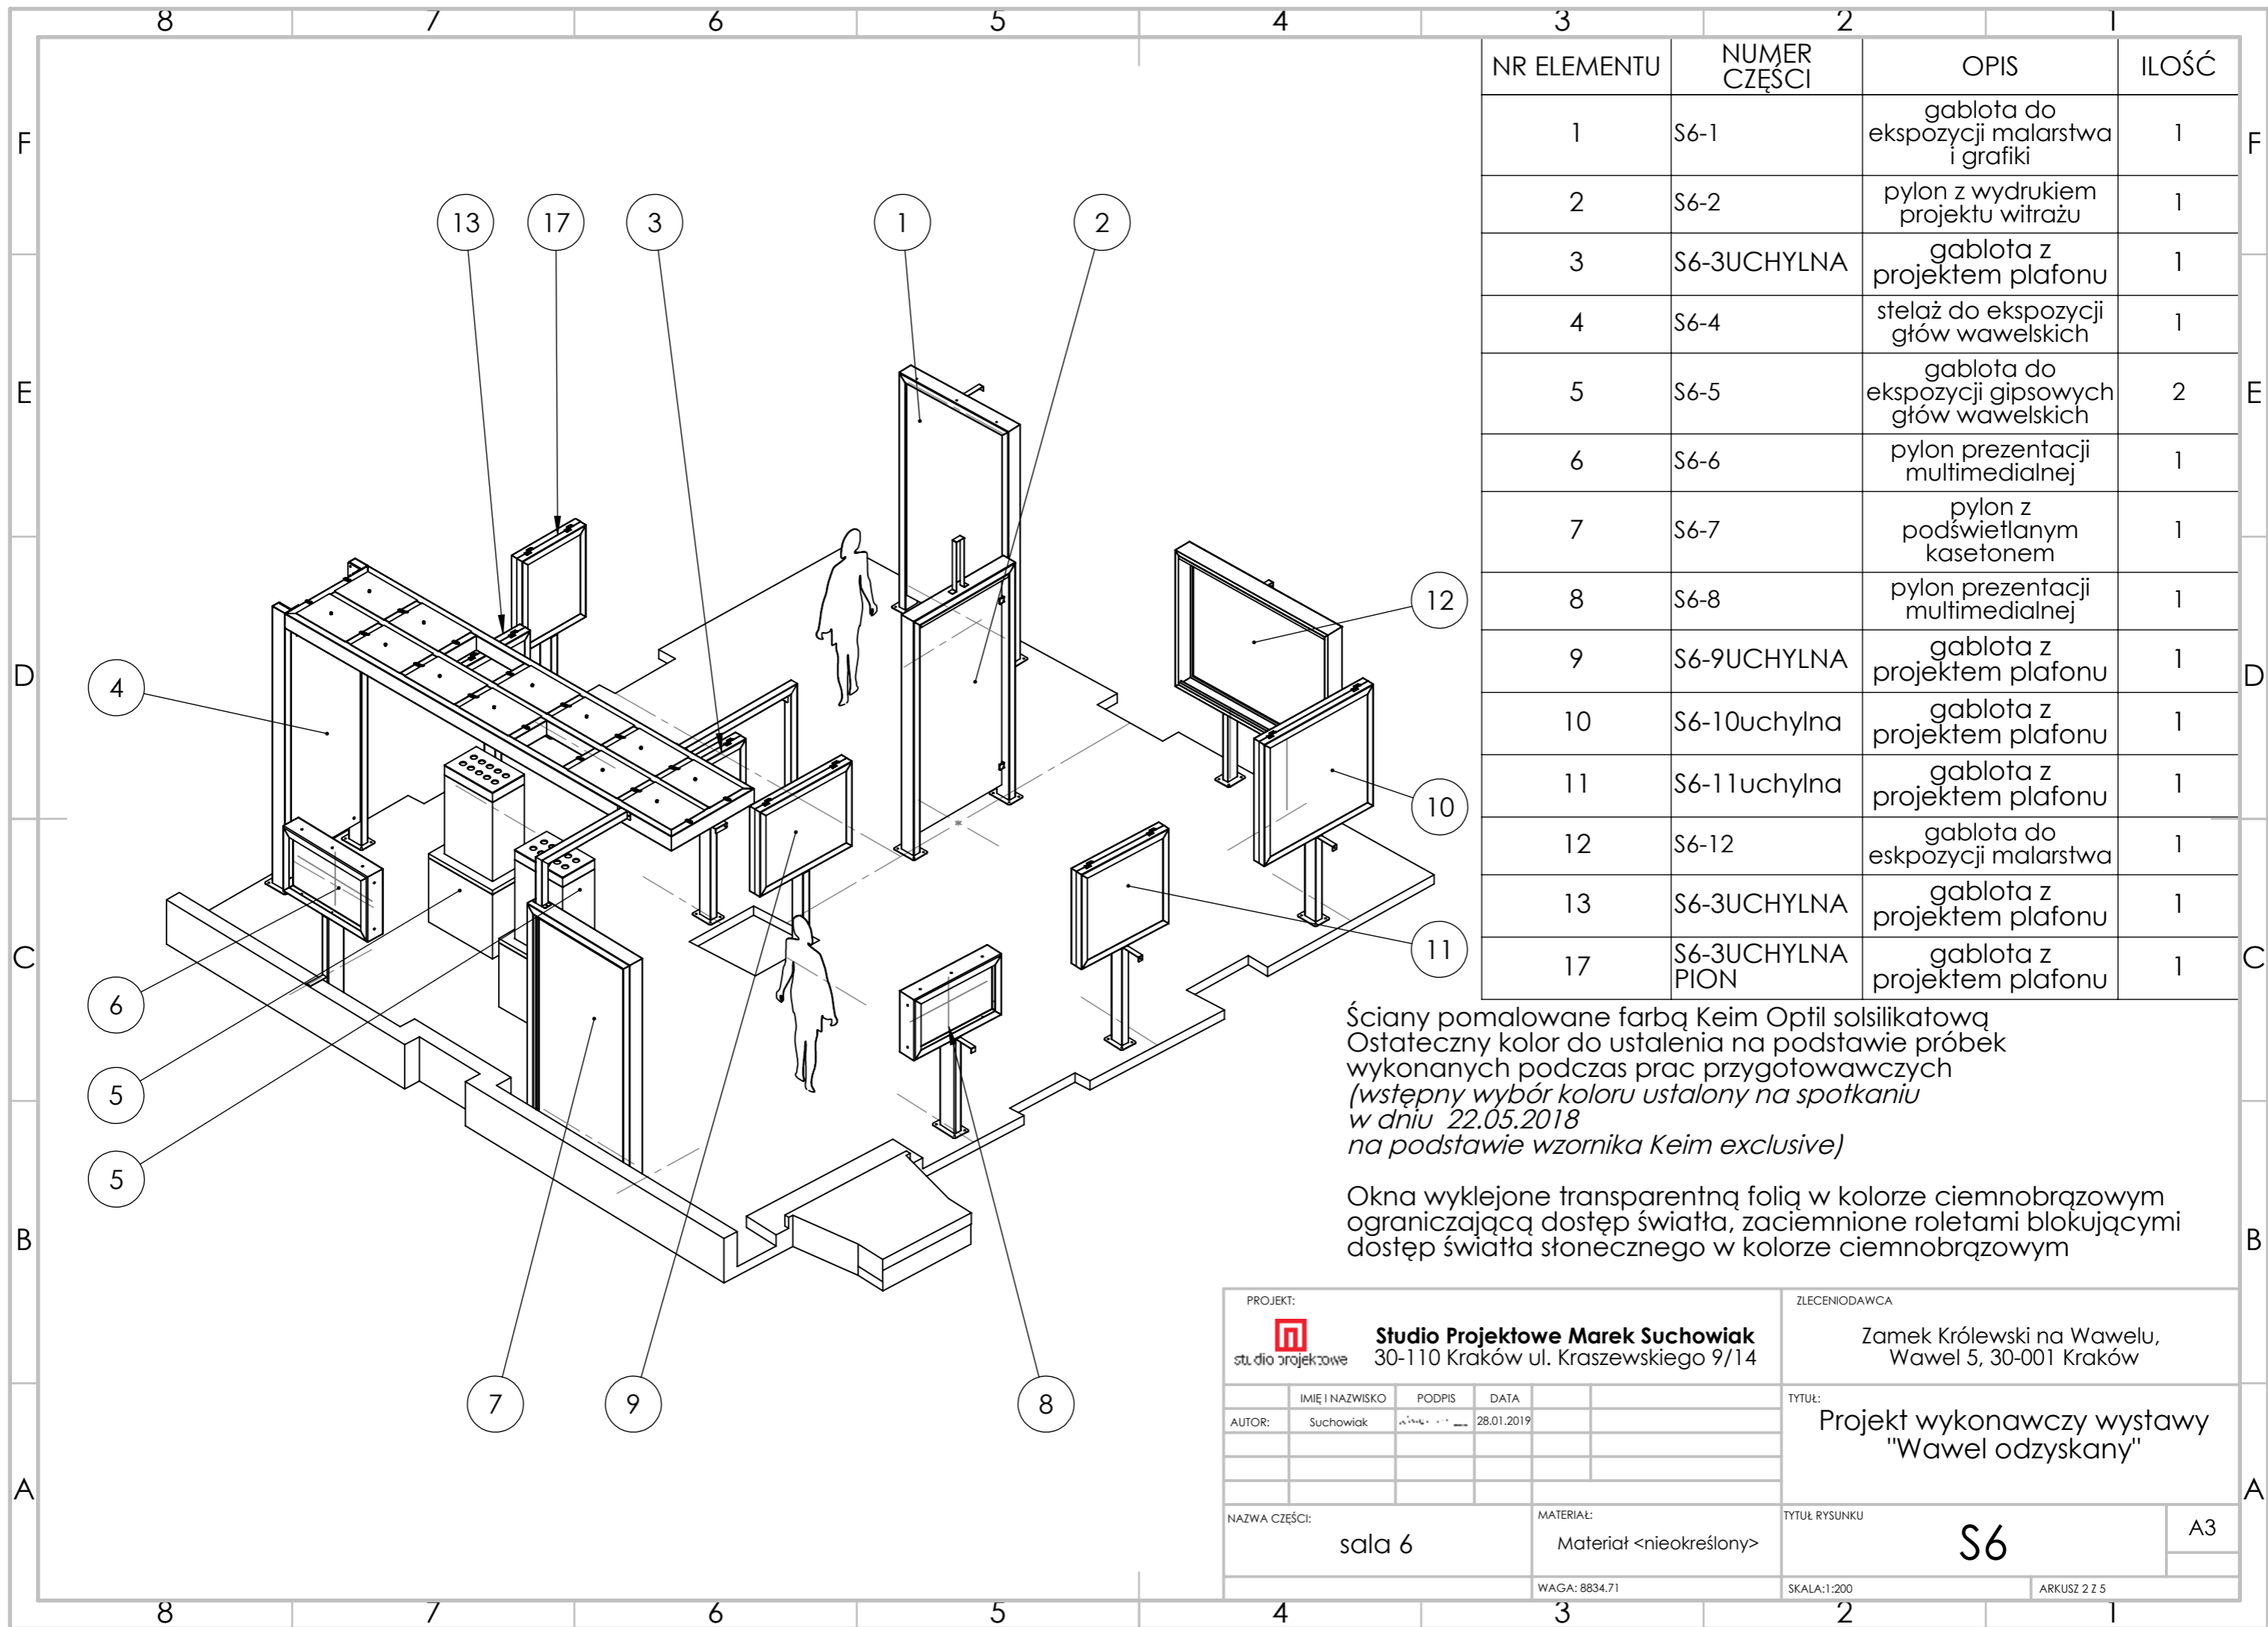 8 7 6 5 4 3 2 1
NR ELEMENTU NUMER CZĘŚCI OPIS ILOŚĆ
1 S6-1 gablota do ekspozycji malarstwa i grafiki 1
2 S6-2 pylon z wydrukiem projektu witrażu 1
3 S6-3UCHYLNA gablota z projektem plafonu 1
4 S6-4 stelaż do ekspozycji głów wawelskich 1
5 S6-5 gablota do ekspozycji gipsowych głów wawelskich 2
6 S6-6 pylon prezentacji multimedialnej 1
7 S6-7 pylon z podświetlanym kasetonem 1
8 S6-8 pylon prezentacji multimedialnej 1
9 S6-9UCHYLNA gablota z projektem plafonu 1
10 S6-10uchylna gablota z projektem plafonu 1
11 S6-11uchylna gablota z projektem plafonu 1
12 S6-12 gablota do eskpozycji malarstwa 1
13 S6-3UCHYLNA gablota z projektem plafonu 1
17 S6-3UCHYLNA PION gablota z projektem plafonu 1
F
F
E
E
D
D
C
C
B
B
A
A
13 17 3 1 2
12
4
10
11
6
5
5
7 9 8
Ściany pomalowane farbą Keim Optil solsilikatową
Ostateczny kolor do ustalenia na podstawie próbek
wykonanych podczas prac przygotowawczych
(wstępny wybór koloru ustalony na spotkaniu
w dniu 22.05.2018
na podstawie wzornika Keim exclusive)
Okna wyklejone transparentną folią w kolorze ciemnobrązowym
ograniczającą dostęp światła, zaciemnione roletami blokującymi
dostęp światła słonecznego w kolorze ciemnobrązowym
PROJEKT:
studio projektowe
Studio Projektowe Marek Suchowiak
30-110 Kraków ul. Kraszewskiego 9/14
ZLECENIODAWCA
Zamek Królewski na Wawelu,
Wawel 5, 30-001 Kraków
IMIĘ I NAZWISKO PODPIS DATA
AUTOR: Suchowiak 28.01.2019
TYTUŁ:
Projekt wykonawczy wystawy
"Wawel odzyskany"
NAZWA CZĘŚCI:
sala 6
MATERIAŁ:
Materiał <nieokreślony>
TYTUŁ RYSUNKU
S6
A3
WAGA: 8834.71
SKALA:1:200
ARKUSZ 2 Z 5
8 7 6 5 4 3 2 1